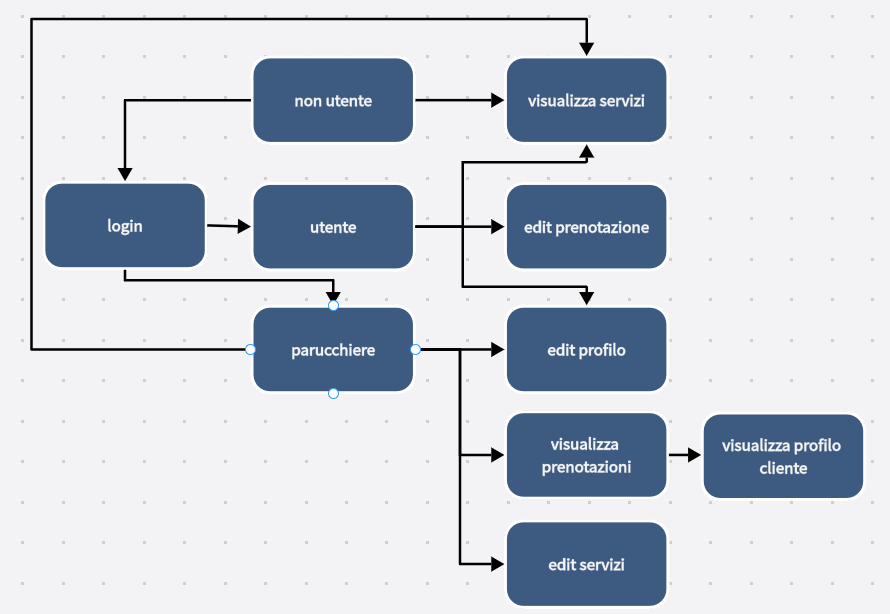 non utente
visualizza servizi
login
utente
edit prenotazione
parucchiere
edit profilo
visualizza
prenotazioni
visualizza profilo
cliente
edit servizi